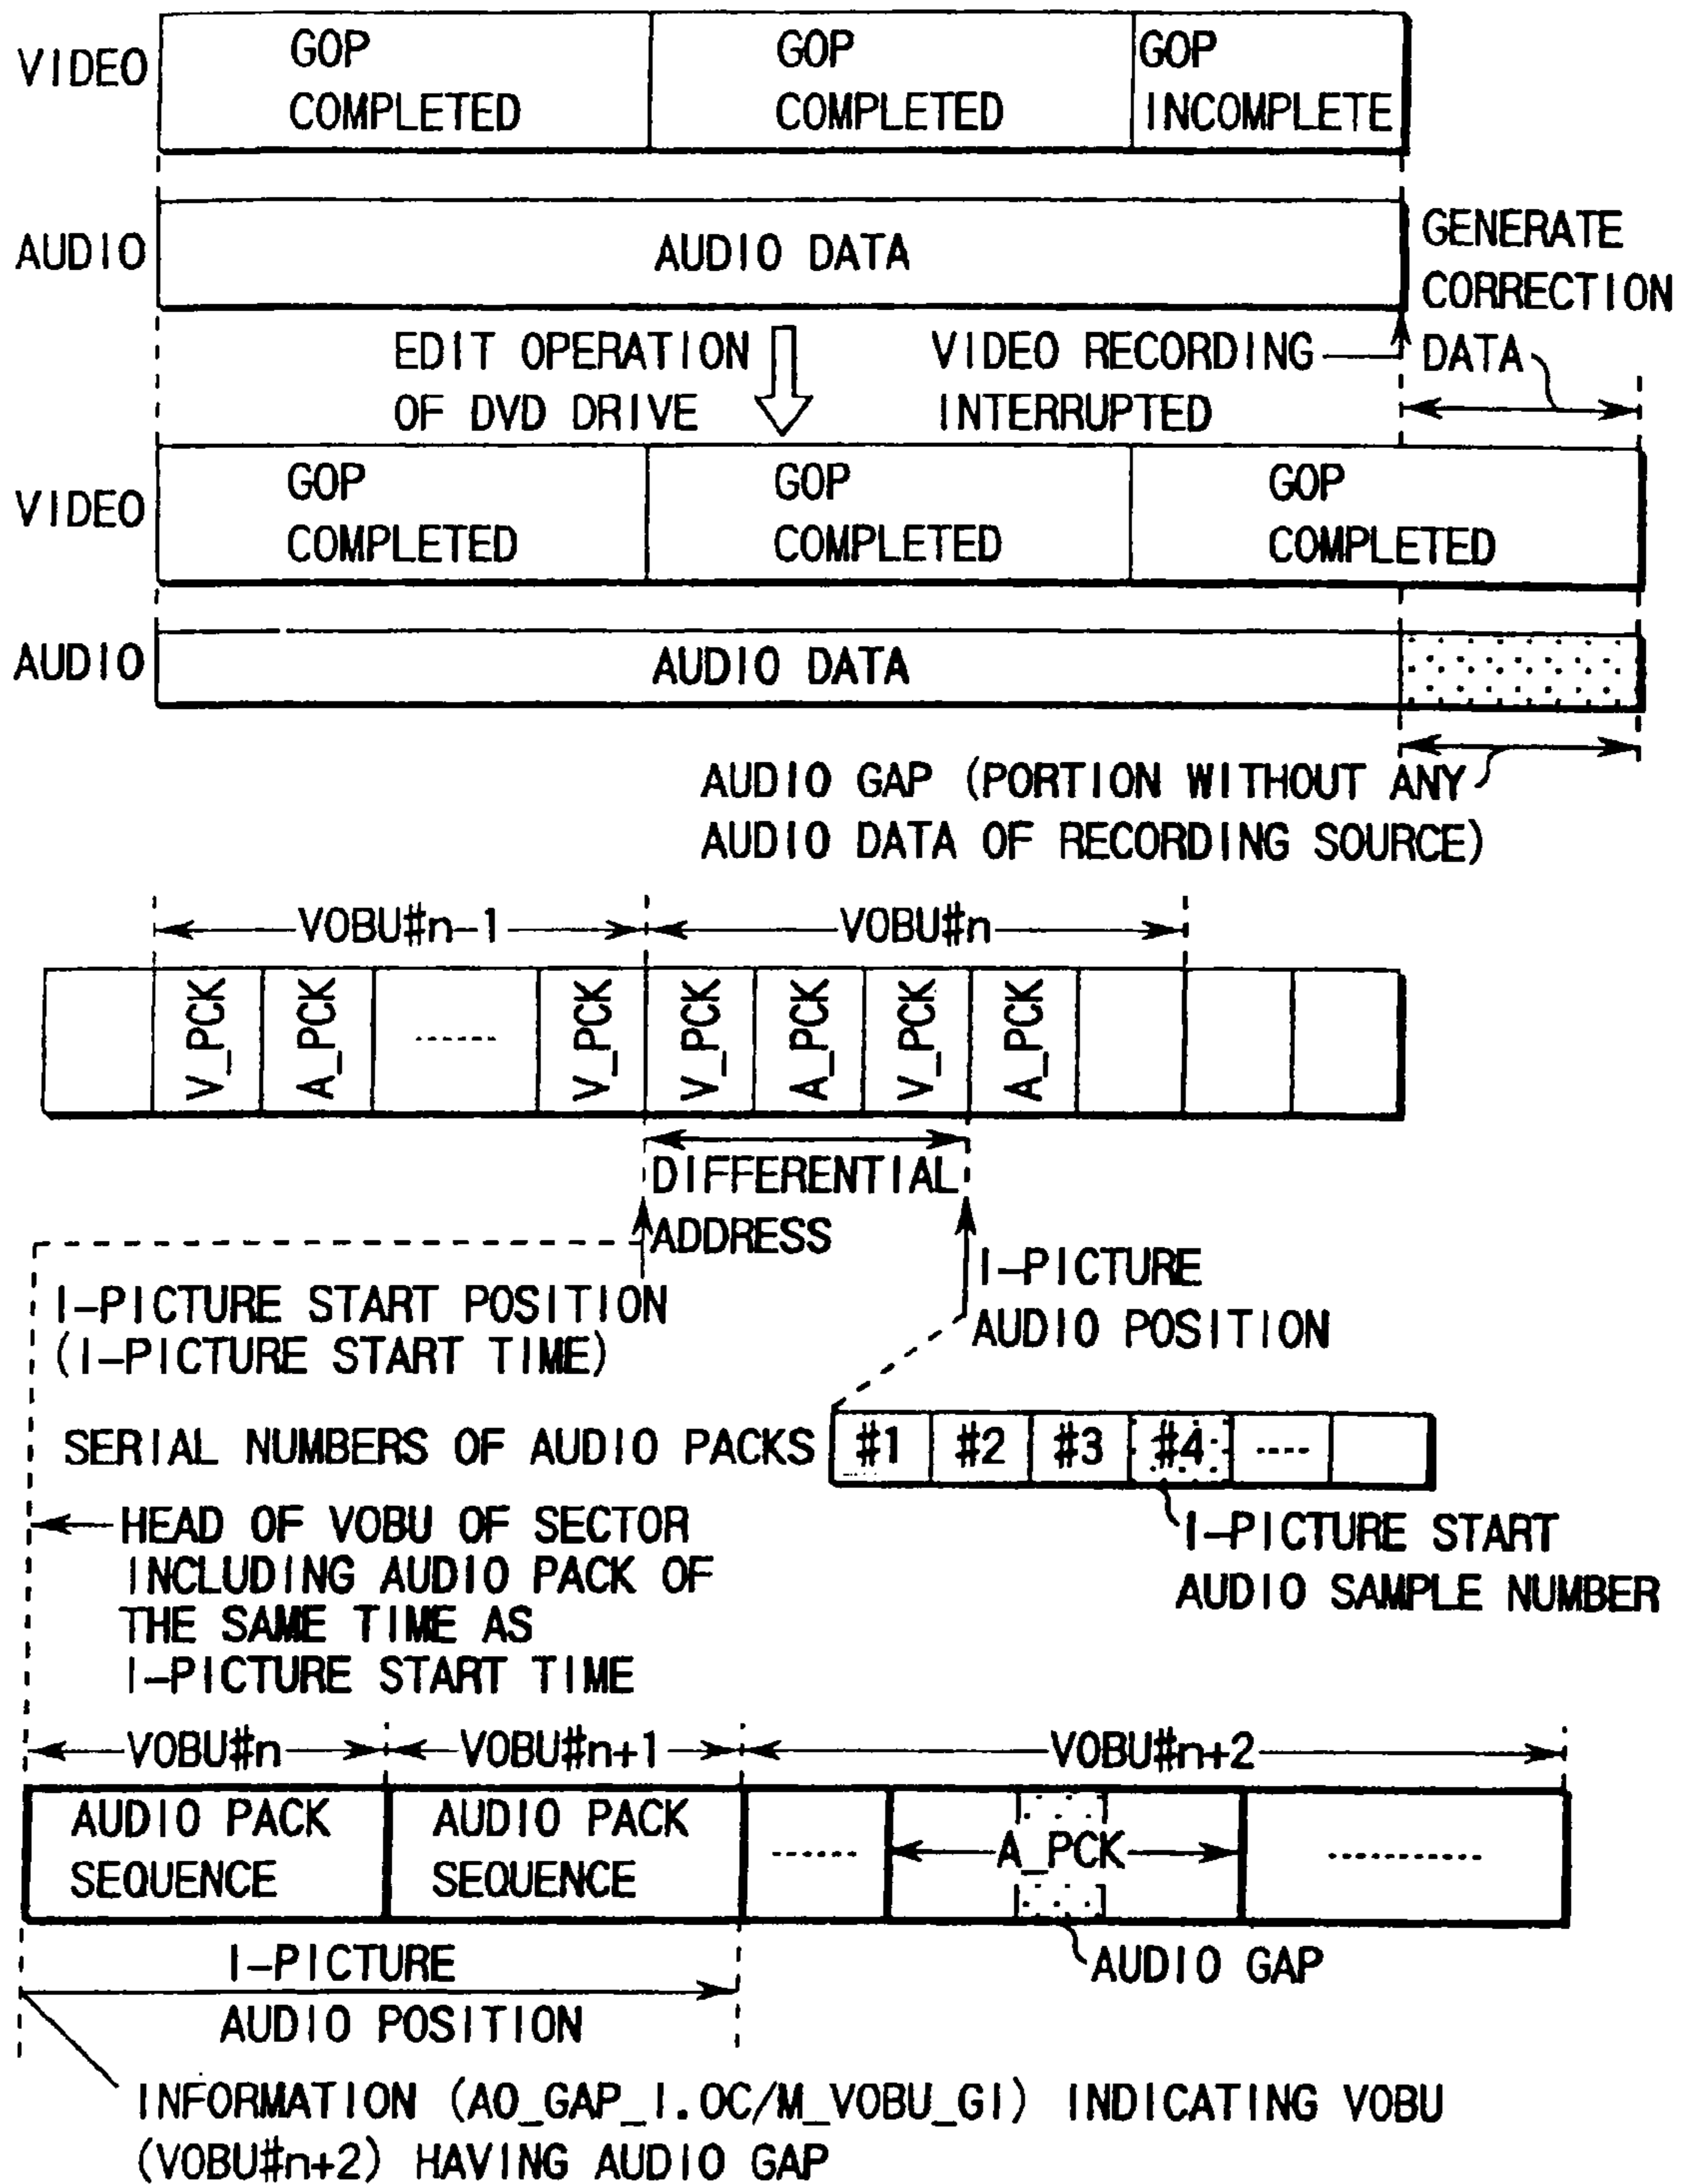 VIDEO
GOP
COMPLETED
GOP
COMPLETED
GOP
INCOMPLETE
AUDIO
AUDIO DATA
GENERATE
CORRECTION
DATA
EDIT OPERATION
OF DVD DRIVE
VIDEO RECORDING
INTERRUPTED
VIDEO
GOP
COMPLETED
GOP
COMPLETED
GOP
COMPLETED
AUDIO
AUDIO DATA
AUDIO GAP (PORTION WITHOUT ANY
AUDIO DATA OF RECORDING SOURCE)
VOBU#n-1
VOBU#n
V_PCK
A_PCK
------
V_PCK
V_PCK
A_PCK
V_PCK
A_PCK
DIFFERENTIAL
ADDRESS
I-PICTURE START POSITION
(I-PICTURE START TIME)
I-PICTURE
AUDIO POSITION
SERIAL NUMBERS OF AUDIO PACKS
#1
#2
#3
#4
----
I-PICTURE START
AUDIO SAMPLE NUMBER
HEAD OF VOBU OF SECTOR
INCLUDING AUDIO PACK OF
THE SAME TIME AS
I-PICTURE START TIME
VOBU#n
VOBU#n+1
VOBU#n+2
AUDIO PACK
SEQUENCE
AUDIO PACK
SEQUENCE
------
A_PCK
-----------
AUDIO GAP
I-PICTURE
AUDIO POSITION
INFORMATION (A0_GAP_I.OC/M_VOBU_GI) INDICATING VOBU
(VOBU#n+2) HAVING AUDIO GAP